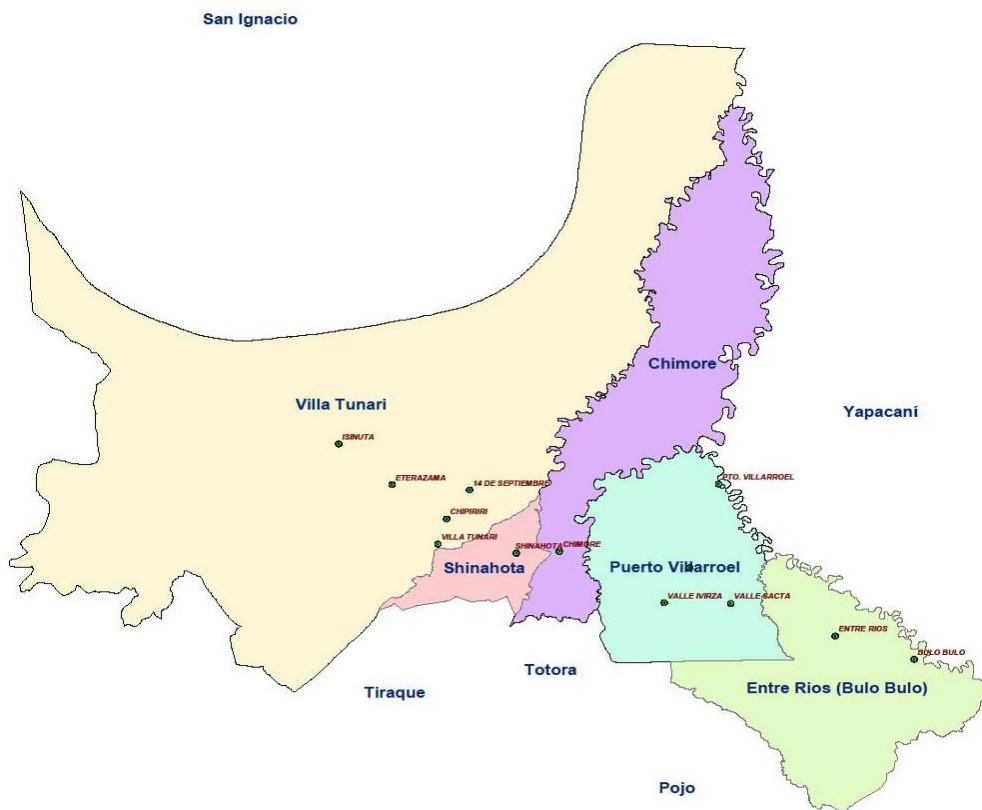 San Ignacio
Chimore
Villa Tunari
Yapacaní
ISINUTA
ETERAZAMA
14 DE SEPTIEMBRE
PTO. VILLARROEL
CHIPIRIRI
VILLA TUNARI
SHINAHOTA
CHIMORE
Shinahota
Puerto Villarroel
VALLE IVIRZA
VALLE SACTA
ENTRE RIOS
BULO BULO
Totora
Tiraque
Entre Rios (Bulo Bulo)
Pojo